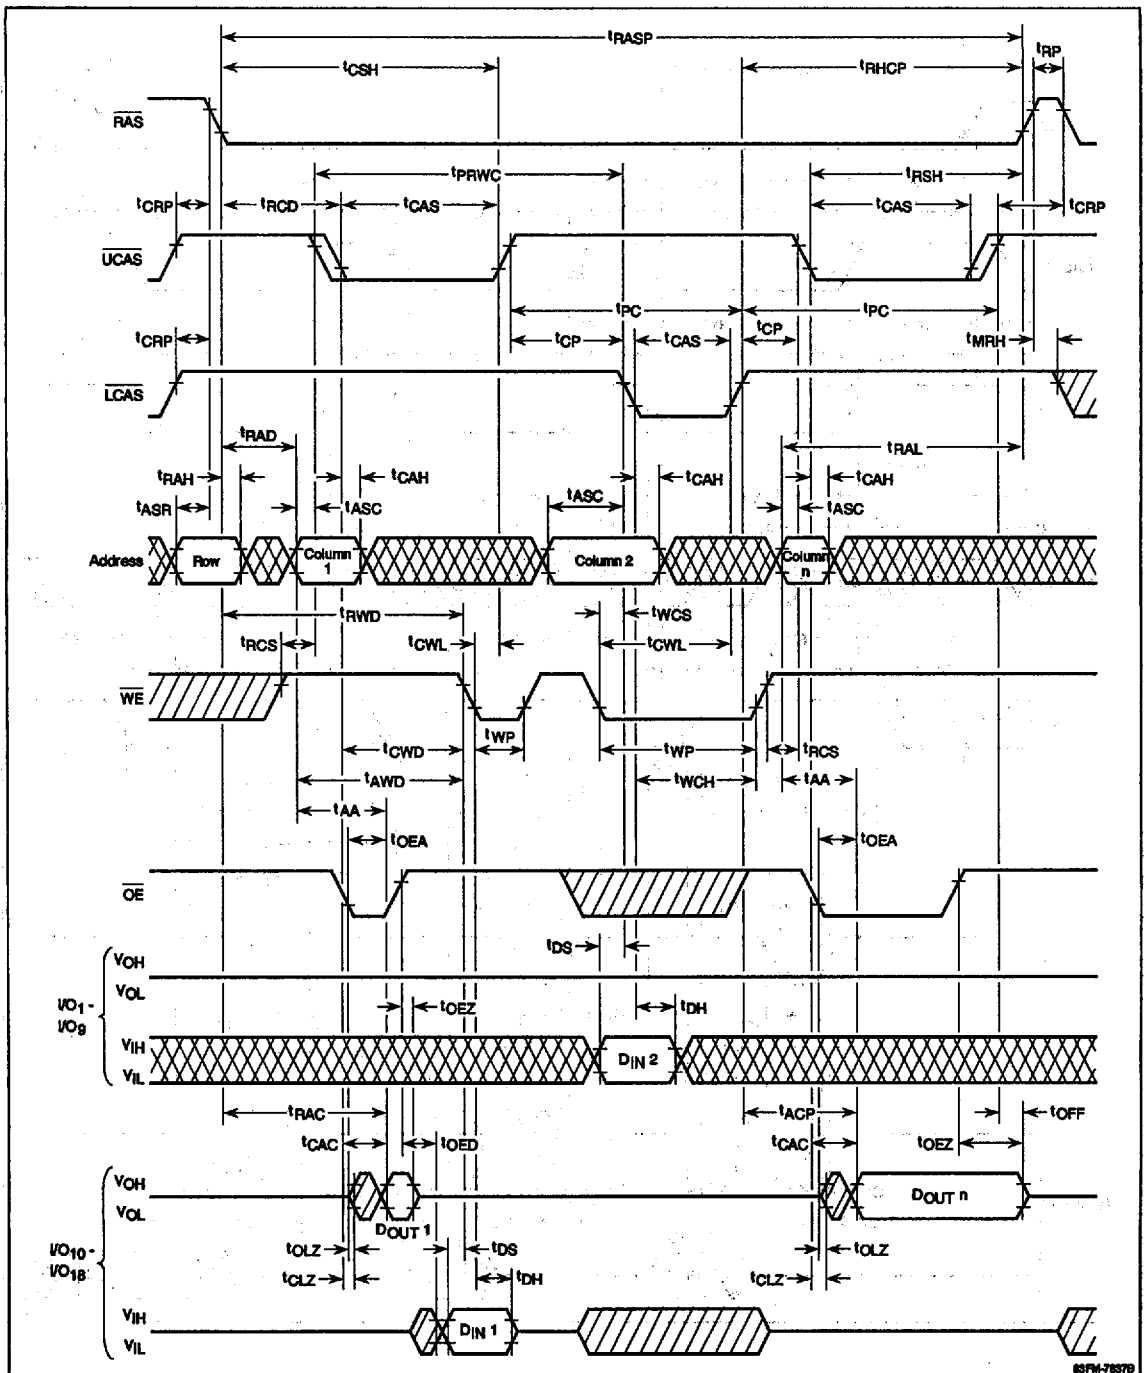 tRASP
tCSH
tRHCP
tRP
RAS
tPRWC
tRSH
tCRP
tRCD
tCAS
tCAS
tCRP
UCAS
tPC
tPC
tCRP
tCP
tCAS
tCP
tMRH
LCAS
tRAD
tRAL
tRAH
tCAH
tCAH
tCAH
tASR
tASC
tASC
tASC
Address
Row
Column 1
Column 2
Column n
tRWD
tWCS
tRCS
tCWL
tCWL
WE
tWP
tCWD
tWP
tRCS
tAWD
tWCH
tAA
tAA
tOEA
tOEA
OE
tDS
VOH
VOL
I/O1 -
I/O9
tOEZ
tDH
VIH
VIL
DIN 2
tRAC
tACP
tOFF
tCAC
tOED
tCAC
tOEZ
VOH
VOL
DOUT 1
DOUT n
I/O10 -
I/O18
tOLZ
tDS
tOLZ
tCLZ
tDH
tCLZ
VIH
VIL
DIN 1
83FM-7837B